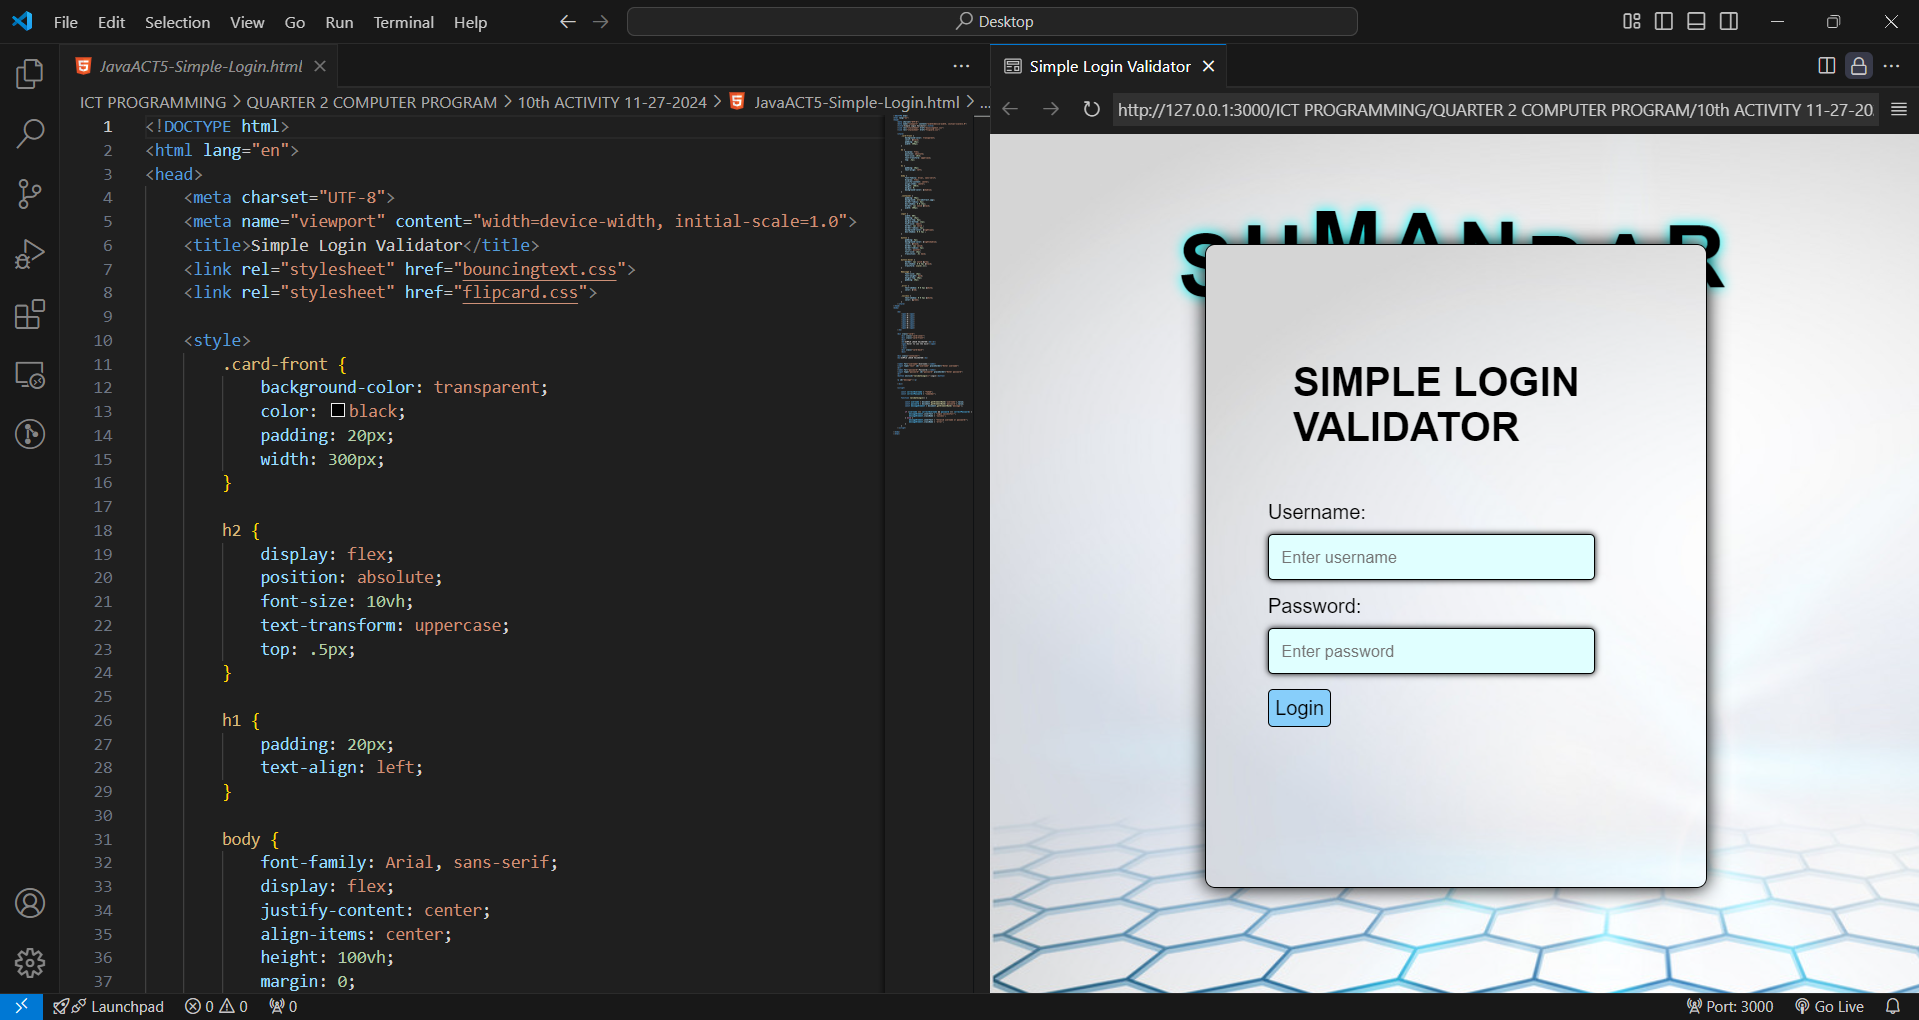 File Edit Selection View Go Run Terminal Help
Desktop
JavaACT5-Simple-Login.html
ICT PROGRAMMING > QUARTER 2 COMPUTER PROGRAM > 10th ACTIVITY 11-27-2024 > JavaACT5-Simple-Login.html > ...
1 <!DOCTYPE html>
2 <html lang="en">
3 <head>
4 <meta charset="UTF-8">
5 <meta name="viewport" content="width=device-width, initial-scale=1.0">
6 <title>Simple Login Validator</title>
7 <link rel="stylesheet" href="bouncingtext.css">
8 <link rel="stylesheet" href="flipcard.css">
9
10 <style>
11 .card-front {
12 background-color: transparent;
13 color: black;
14 padding: 20px;
15 width: 300px;
16 }
17
18 h2 {
19 display: flex;
20 position: absolute;
21 font-size: 10vh;
22 text-transform: uppercase;
23 top: .5px;
24 }
25
26 h1 {
27 padding: 20px;
28 text-align: left;
29 }
30
31 body {
32 font-family: Arial, sans-serif;
33 display: flex;
34 justify-content: center;
35 align-items: center;
36 height: 100vh;
37 margin: 0;
Simple Login Validator
http://127.0.0.1:3000/ICT PROGRAMMING/QUARTER 2 COMPUTER PROGRAM/10th ACTIVITY 11-27-20
SUMANDAR
SIMPLE LOGIN
VALIDATOR
Username:
Enter username
Password:
Enter password
Login
Launchpad 0 0 0
Port: 3000 Go Live